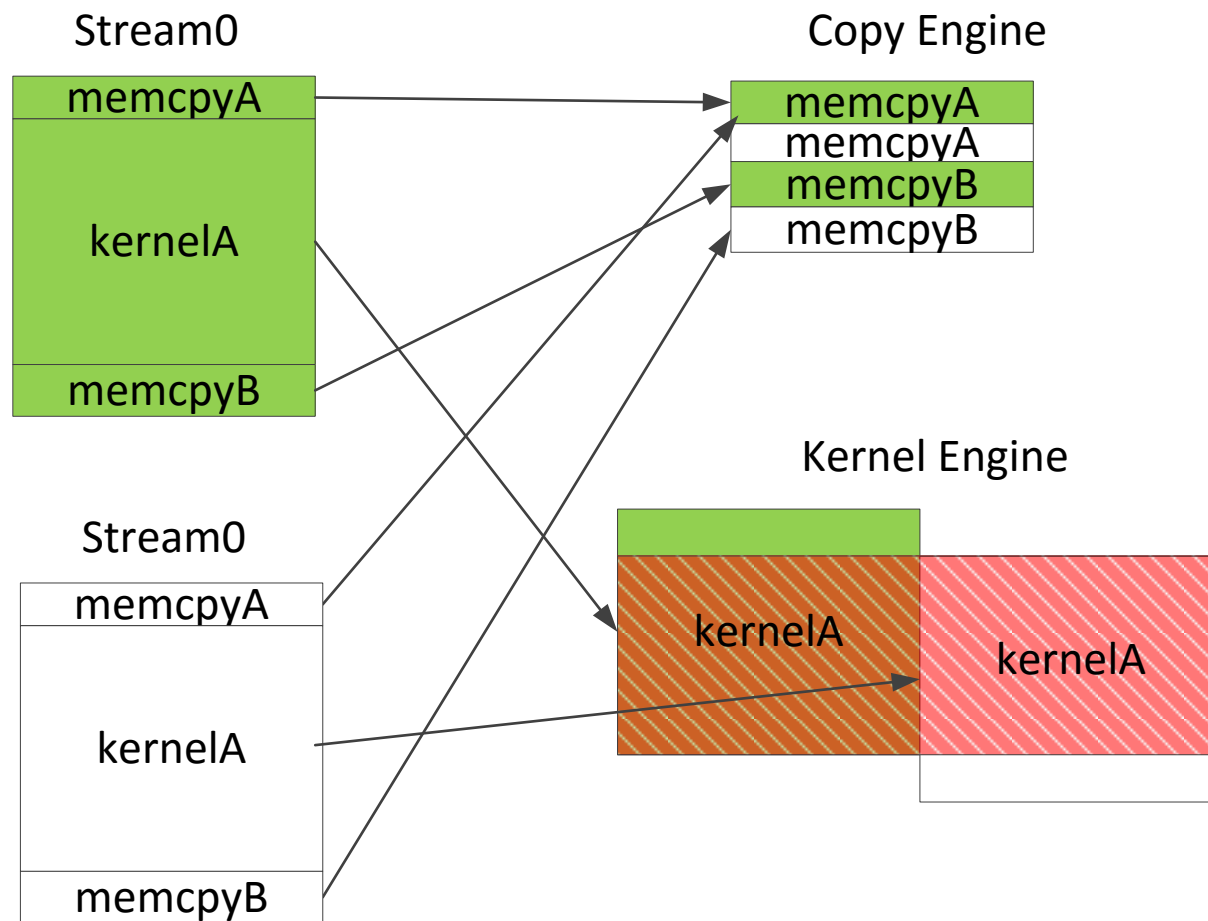 Stream0
memcpyA
kernelA
memcpyB
Stream0
memcpyA
kernelA
memcpyB
Copy Engine
memcpyA
memcpyA
memcpyB
memcpyB
Kernel Engine
kernelA
kernelA